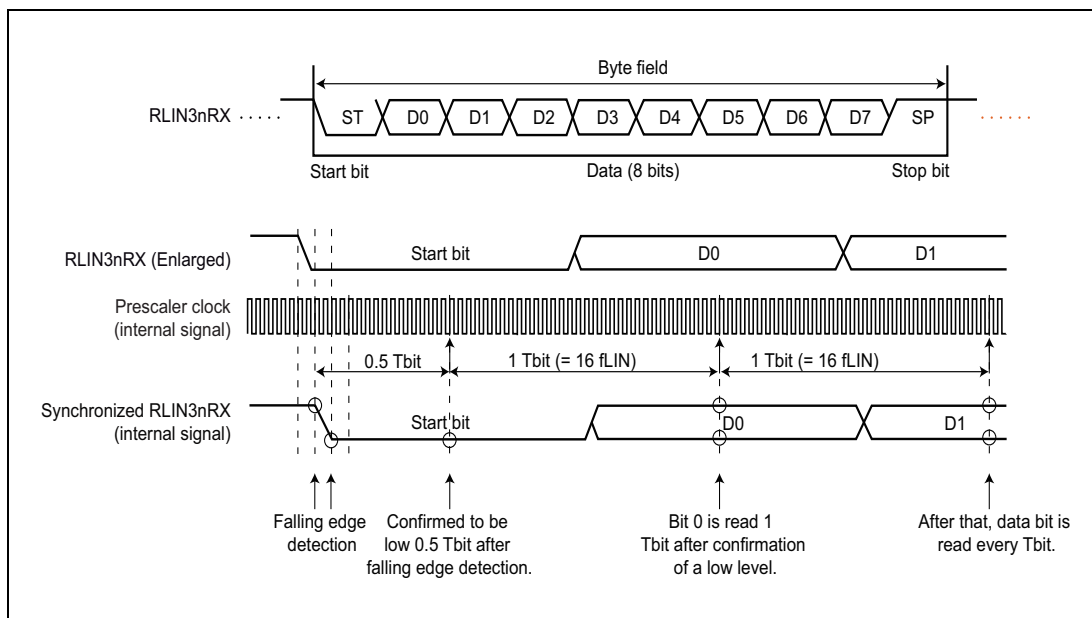 Byte field
RLIN3nRX
ST D0 D1 D2 D3 D4 D5 D6 D7 SP
Start bit Data (8 bits) Stop bit
RLIN3nRX (Enlarged)
Start bit D0 D1
Prescaler clock
(internal signal)
0.5 Tbit 1 Tbit (= 16 fLIN) 1 Tbit (= 16 fLIN)
Synchronized RLIN3nRX
(internal signal)
Start bit D0 D1
Falling edge
detection
Confirmed to be
low 0.5 Tbit after
falling edge detection.
Bit 0 is read 1
Tbit after confirmation
of a low level.
After that, data bit is
read every Tbit.